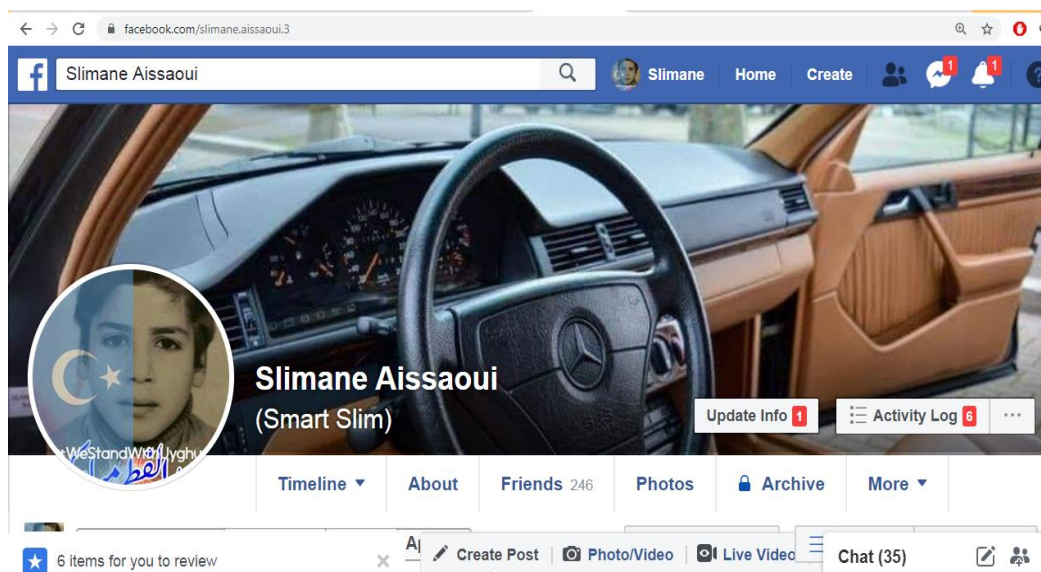 facebook.com/slimane.aissaoui.3
f Slimane Aissaoui Slimane Home Create 1 1 ?
Slimane Aissaoui
(Smart Slim)
Update Info 1 Activity Log 6 ...
Timeline About Friends 246 Photos Archive More
6 items for you to review
Create Post Photo/Video Live Video Chat (35)